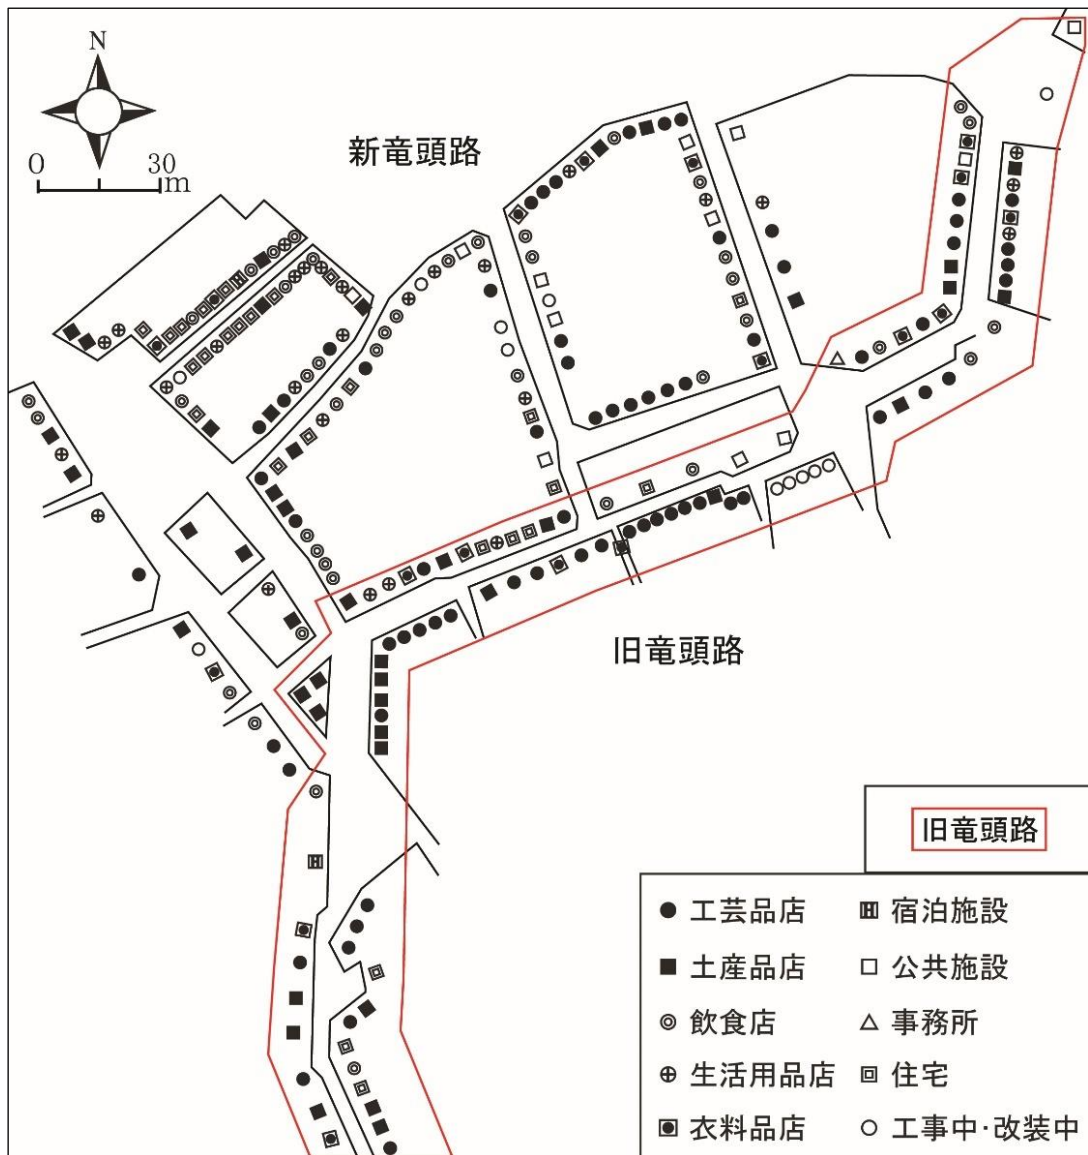 N
0 30
m
新竜頭路
旧竜頭路
旧竜頭路
工芸品店 宿泊施設
土産品店 公共施設
飲食店 事務所
生活用品店 住宅
衣料品店 工事中・改装中